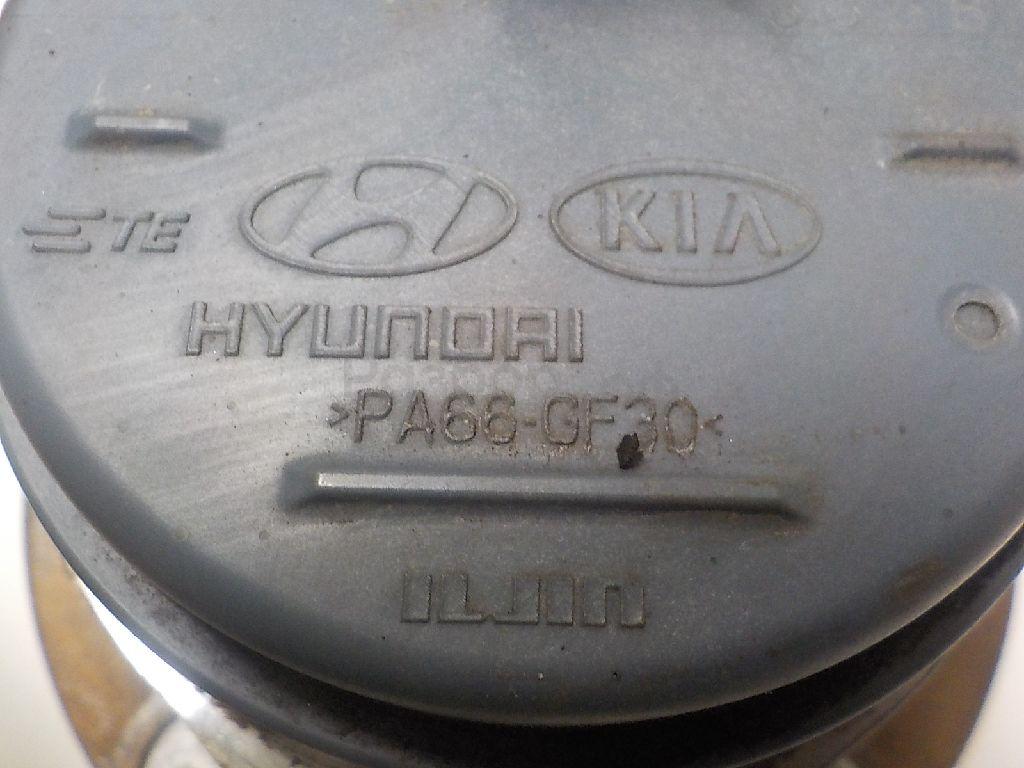 TE KIA
HYUNDAI
>PA66-GF30<
ILJIN